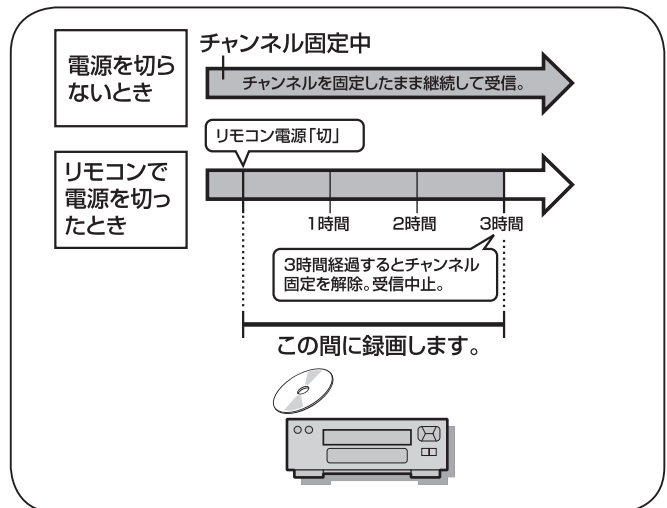 電源を切ら
ないとき
チャンネル固定中
チャンネルを固定したまま継続して受信。
リモコン電源「切」
リモコンで
電源を切っ
たとき
1時間
2時間
3時間
3時間経過するとチャンネル
固定を解除。受信中止。
この間に録画します。